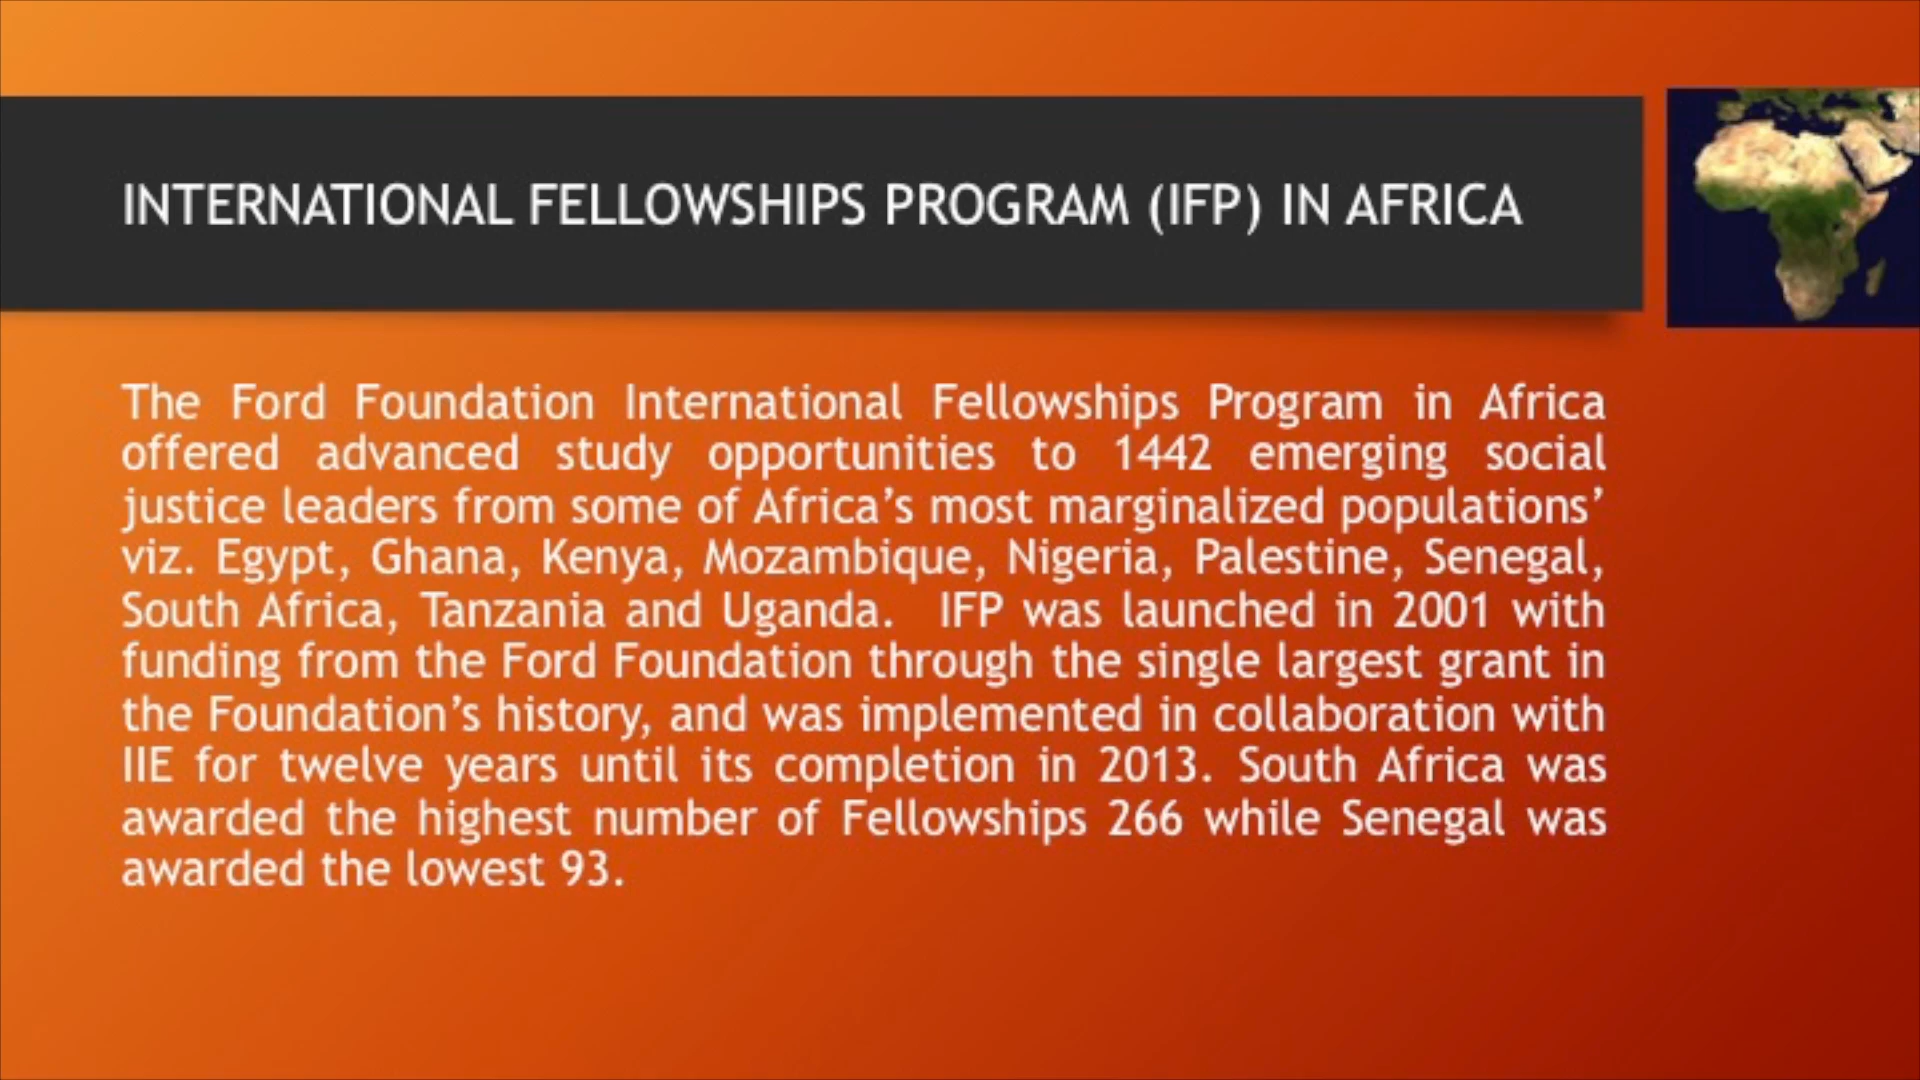 INTERNATIONAL FELLOWSHIPS PROGRAM (IFP) IN AFRICA
The Ford Foundation International Fellowships Program in Africa
offered advanced study opportunities to 1442 emerging social
justice leaders from some of Africa’s most marginalized populations’
viz. Egypt, Ghana, Kenya, Mozambique, Nigeria, Palestine, Senegal,
South Africa, Tanzania and Uganda.  IFP was launched in 2001 with
funding from the Ford Foundation through the single largest grant in
the Foundation’s history, and was implemented in collaboration with
IIE for twelve years until its completion in 2013. South Africa was
awarded the highest number of Fellowships 266 while Senegal was
awarded the lowest 93.